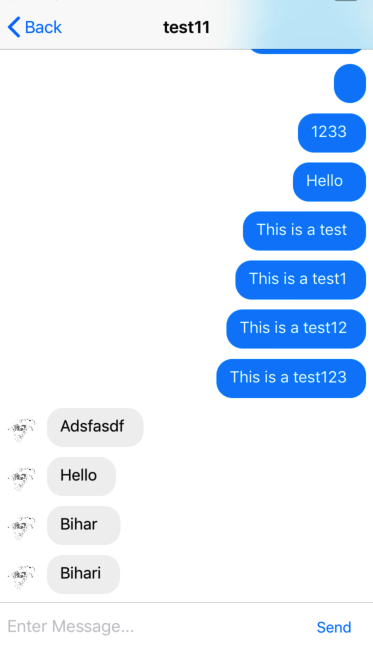 Back
test11
1233
Hello
This is a test
This is a test1
This is a test12
This is a test123
Adsfasdf
Hello
Bihar
Bihari
Enter Message...
Send